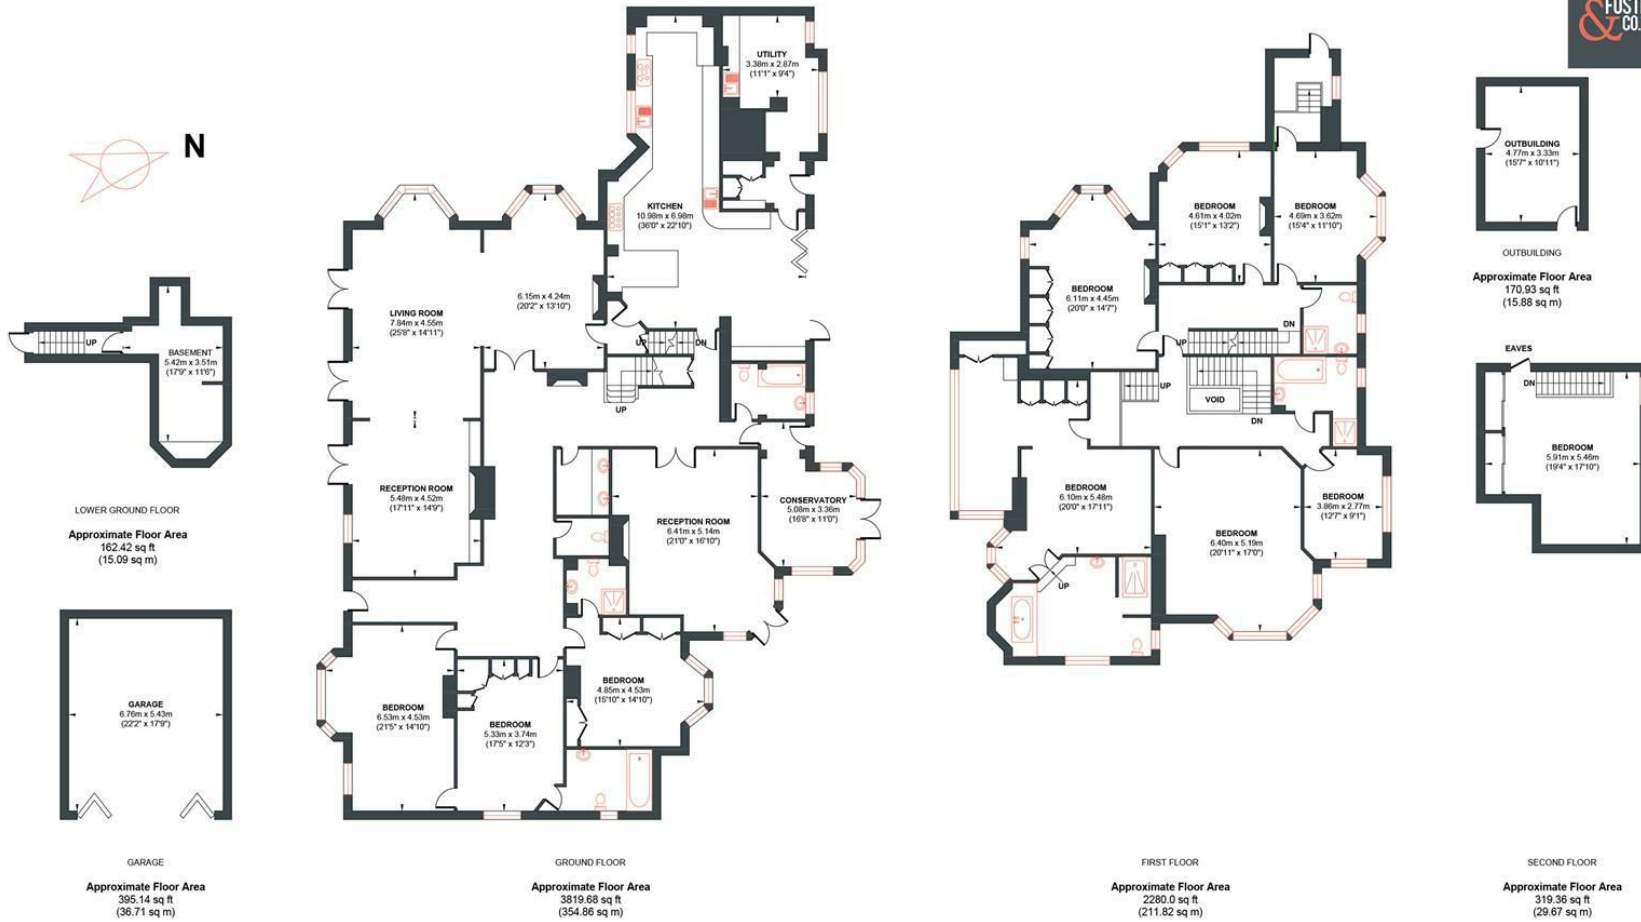 FOST
&
CO.
N
UP
BASEMENT
5.42m x 3.51m
(17'9" x 11'6")
LOWER GROUND FLOOR
Approximate Floor Area
162.42 sq ft
(15.09 sq m)
GARAGE
6.76m x 5.43m
(22'2" x 17'9")
GARAGE
Approximate Floor Area
395.14 sq ft
(36.71 sq m)
UTILITY
3.38m x 2.87m
(11'1" x 9'4")
KITCHEN
10.98m x 6.98m
(36'0" x 22'10")
LIVING ROOM
7.84m x 4.55m
(25'8" x 14'11")
6.15m x 4.24m
(20'2" x 13'10")
UP
DN
UP
RECEPTION ROOM
5.48m x 4.52m
(17'11" x 14'9")
RECEPTION ROOM
6.41m x 5.14m
(21'0" x 16'10")
CONSERVATORY
5.08m x 3.36m
(16'8" x 11'0")
BEDROOM
6.53m x 4.53m
(21'5" x 14'10")
BEDROOM
5.33m x 3.74m
(17'5" x 12'3")
BEDROOM
4.85m x 4.53m
(15'10" x 14'10")
GROUND FLOOR
Approximate Floor Area
3819.68 sq ft
(354.86 sq m)
BEDROOM
4.61m x 4.02m
(15'1" x 13'2")
BEDROOM
4.69m x 3.62m
(15'4" x 11'10")
BEDROOM
6.11m x 4.45m
(20'0" x 14'7")
DN
UP
UP
VOID
DN
BEDROOM
6.10m x 5.48m
(20'0" x 17'11")
BEDROOM
6.40m x 5.19m
(20'11" x 17'0")
BEDROOM
3.86m x 2.77m
(12'7" x 9'1")
UP
FIRST FLOOR
Approximate Floor Area
2280.0 sq ft
(211.82 sq m)
OUTBUILDING
4.77m x 3.33m
(15'7" x 10'11")
OUTBUILDING
Approximate Floor Area
170.93 sq ft
(15.88 sq m)
EAVES
DN
BEDROOM
5.91m x 5.46m
(19'4" x 17'10")
SECOND FLOOR
Approximate Floor Area
319.36 sq ft
(29.67 sq m)